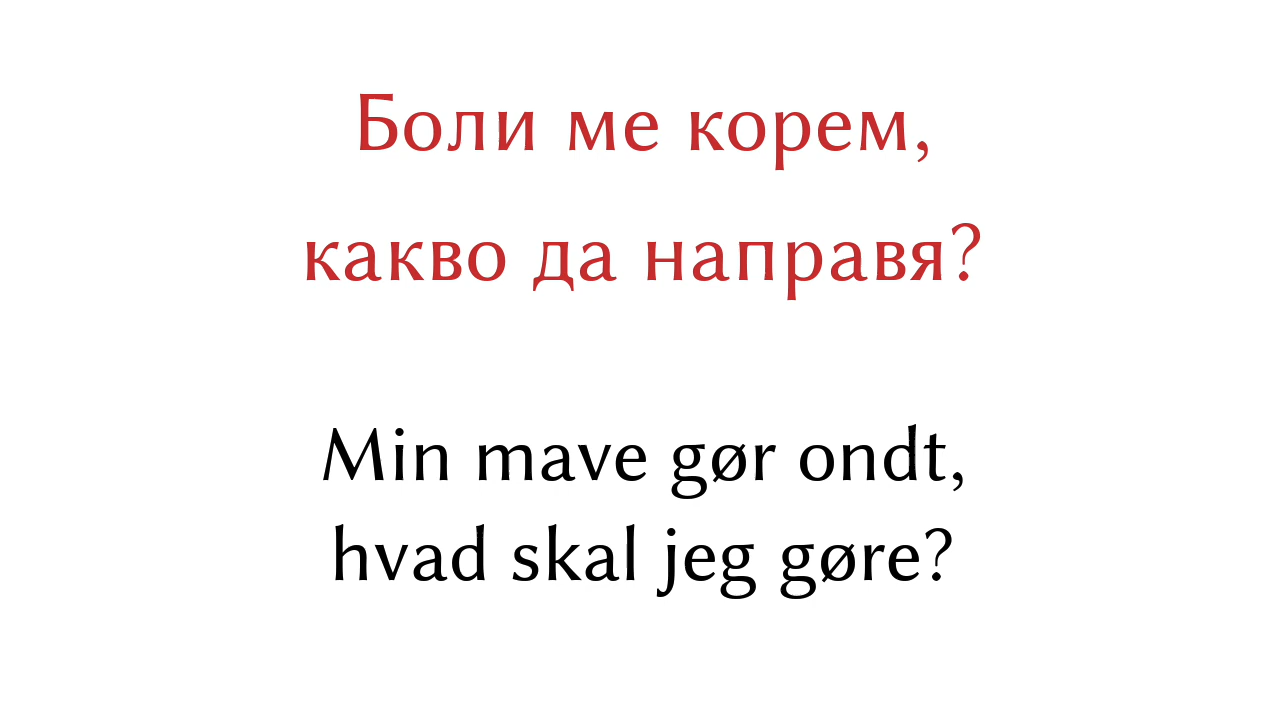 Боли ме корем,
какво да направя?
Min mave gør ondt,
hvad skal jeg gøre?